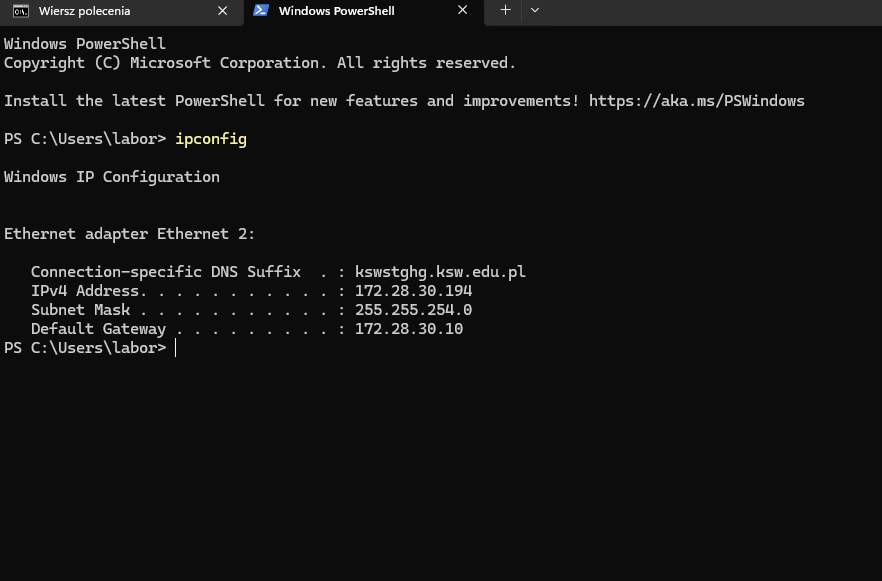 Wiersz polecenia
Windows PowerShell
Windows PowerShell
Copyright (C) Microsoft Corporation. All rights reserved.
Install the latest PowerShell for new features and improvements! https://aka.ms/PSWindows
PS C:\Users\labor> ipconfig
Windows IP Configuration
Ethernet adapter Ethernet 2:
Connection-specific DNS Suffix  . : kswstghg.ksw.edu.pl
IPv4 Address. . . . . . . . . . . : 172.28.30.194
Subnet Mask . . . . . . . . . . . : 255.255.254.0
Default Gateway . . . . . . . . . : 172.28.30.10
PS C:\Users\labor>